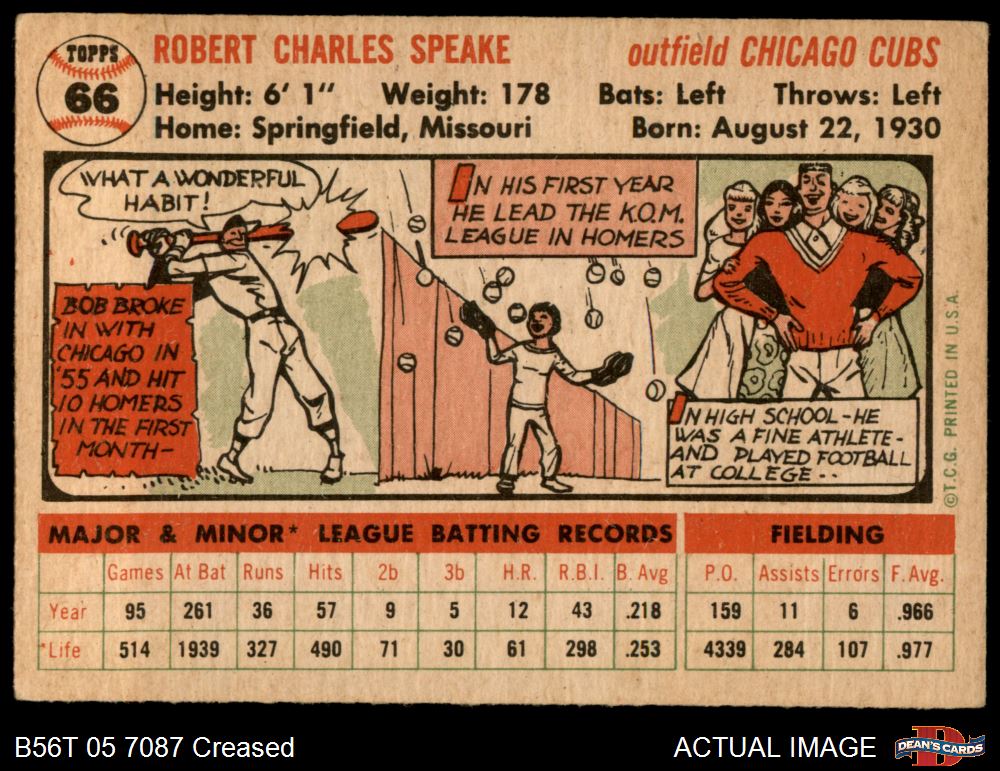 TOPPS
66
ROBERT CHARLES SPEAKE
outfield CHICAGO CUBS
Height: 6' 1" Weight: 178 Bats: Left Throws: Left
Home: Springfield, Missouri Born: August 22, 1930
WHAT A WONDERFUL
HABIT!
BOB BROKE
IN WITH
CHICAGO IN
'55 AND HIT
10 HOMERS
IN THE FIRST
MONTH-
IN HIS FIRST YEAR
HE LEAD THE K.O.M.
LEAGUE IN HOMERS
IN HIGH SCHOOL - HE
WAS A FINE ATHLETE -
AND PLAYED FOOTBALL
AT COLLEGE - -
©T.C.G. PRINTED IN U.S.A.
MAJOR & MINOR* LEAGUE BATTING RECORDS FIELDING
Games At Bat Runs Hits 2b 3b H.R. R.B.I. B. Avg P.O. Assists Errors F. Avg.
Year 95 261 36 57 9 5 12 43 .218 159 11 6 .966
*Life 514 1939 327 490 71 30 61 298 .253 4339 284 107 .977
B56T 05 7087 Creased
ACTUAL IMAGE
DEAN'S CARDS